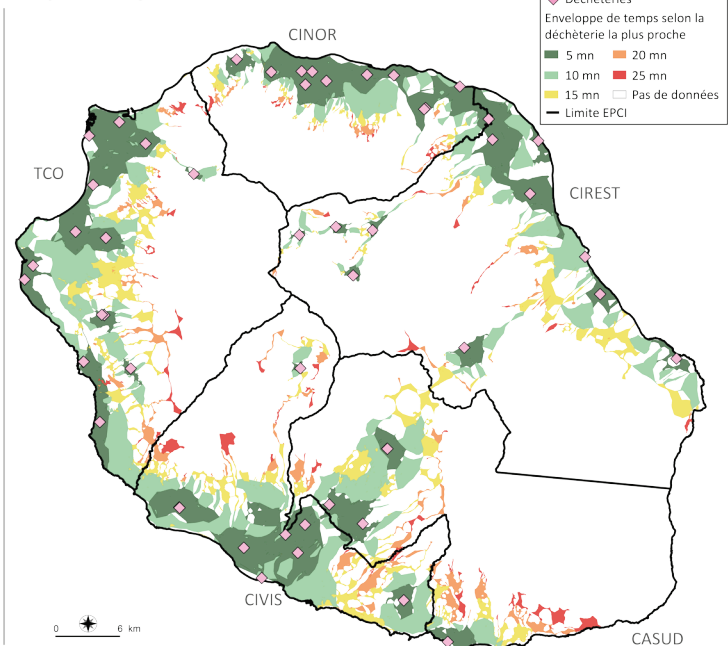 Déchèteries
Enveloppe de temps selon la
déchèterie la plus proche
5 mn
20 mn
10 mn
25 mn
15 mn
Pas de données
Limite EPCI
CINOR
TCO
CIREST
CIVIS
CASUD
0 6 km